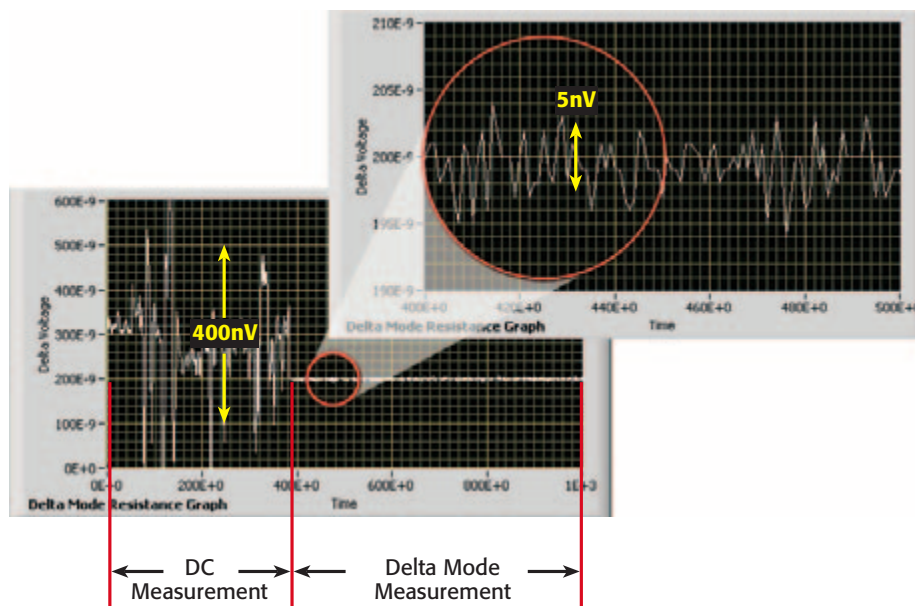 210E-9
205E-9
200E-9
195E-9
190E-9
Delta Voltage
5nV
400E+0
420E+0
440E+0
460E+0
480E+0
500E+0
Delta Mode Resistance Graph
Time
600E-9
500E-9
400E-9
300E-9
200E-9
100E-9
0E+0
Delta Voltage
400nV
0E+0
200E+0
400E+0
600E+0
800E+0
1E+3
Delta Mode Resistance Graph
Time
DC
Measurement
Delta Mode
Measurement